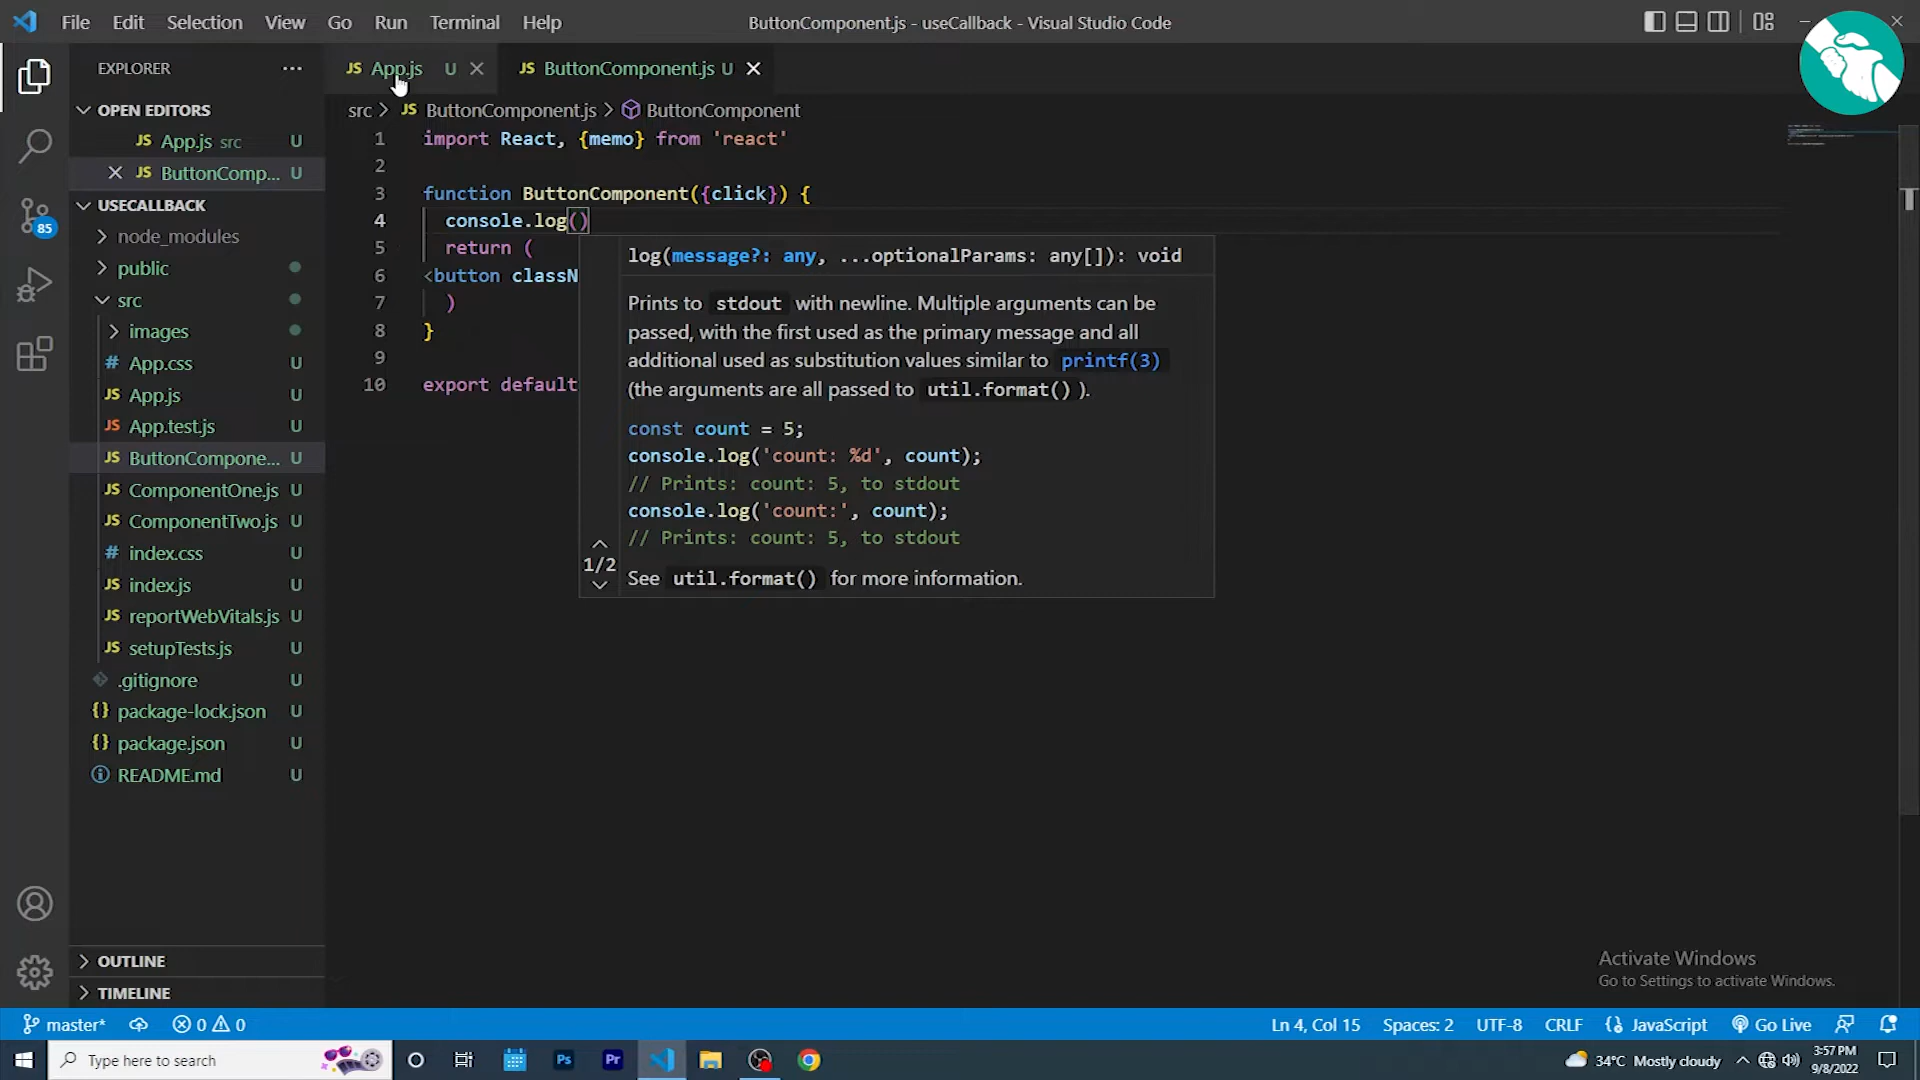 File Edit Selection View Go Run Terminal Help
ButtonComponent.js - useCallback - Visual Studio Code
EXPLORER
JS App.js U
JS ButtonComponent.js U
OPEN EDITORS
JS App.js src U
JS ButtonComp... U
USECALLBACK
85
node_modules
public
src
images
# App.css U
JS App.js U
JS App.test.js U
JS ButtonCompone... U
JS ComponentOne.js U
JS ComponentTwo.js U
# index.css U
JS index.js U
JS reportWebVitals.js U
JS setupTests.js U
.gitignore U
{} package-lock.json U
{} package.json U
README.md U
OUTLINE
TIMELINE
src > JS ButtonComponent.js > ButtonComponent
1 import React, {memo} from 'react'
2
3 function ButtonComponent({click}) {
4 console.log()
5 return (
6 <button classN
7 )
8 }
9
10 export default
log(message?: any, ...optionalParams: any[]): void
Prints to stdout with newline. Multiple arguments can be
passed, with the first used as the primary message and all
additional used as substitution values similar to printf(3)
(the arguments are all passed to util.format() ).
const count = 5;
console.log('count: %d', count);
// Prints: count: 5, to stdout
console.log('count:', count);
// Prints: count: 5, to stdout
1/2
See util.format() for more information.
Activate Windows
Go to Settings to activate Windows.
master* 0 0
Ln 4, Col 15 Spaces: 2 UTF-8 CRLF {} JavaScript Go Live
Type here to search
Ps
Pr
34°C Mostly cloudy
3:57 PM
9/8/2022